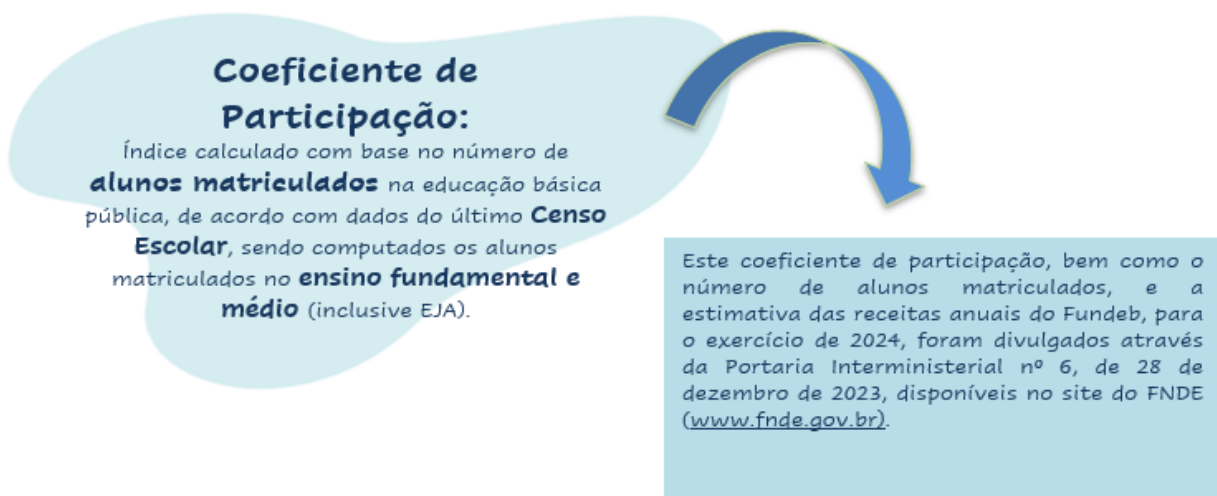 Coeficiente de
Participação:
Índice calculado com base no número de
alunos matriculados na educação básica
pública, de acordo com dados do último Censo
Escolar, sendo computados os alunos
matriculados no ensino fundamental e
médio (inclusive EJA).
Este coeficiente de participação, bem como o
número de alunos matriculados, e a
estimativa das receitas anuais do Fundeb, para
o exercício de 2024, foram divulgados através
da Portaria Interministerial nº 6, de 28 de
dezembro de 2023, disponíveis no site do FNDE
(www.fnde.gov.br).